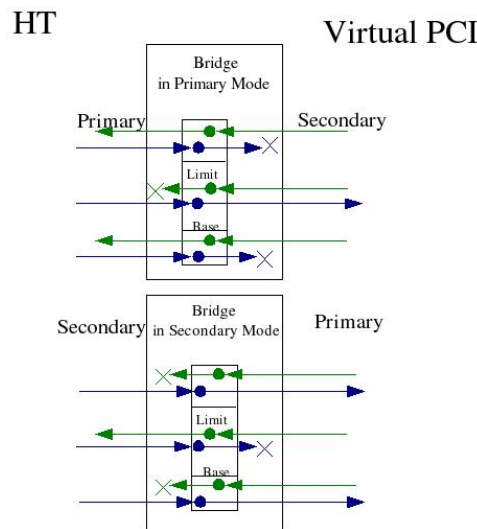 HT
Virtual PCI
Bridge
in Primary Mode
Primary
Secondary
Limit
Base
Bridge
in Secondary Mode
Secondary
Primary
Limit
Base